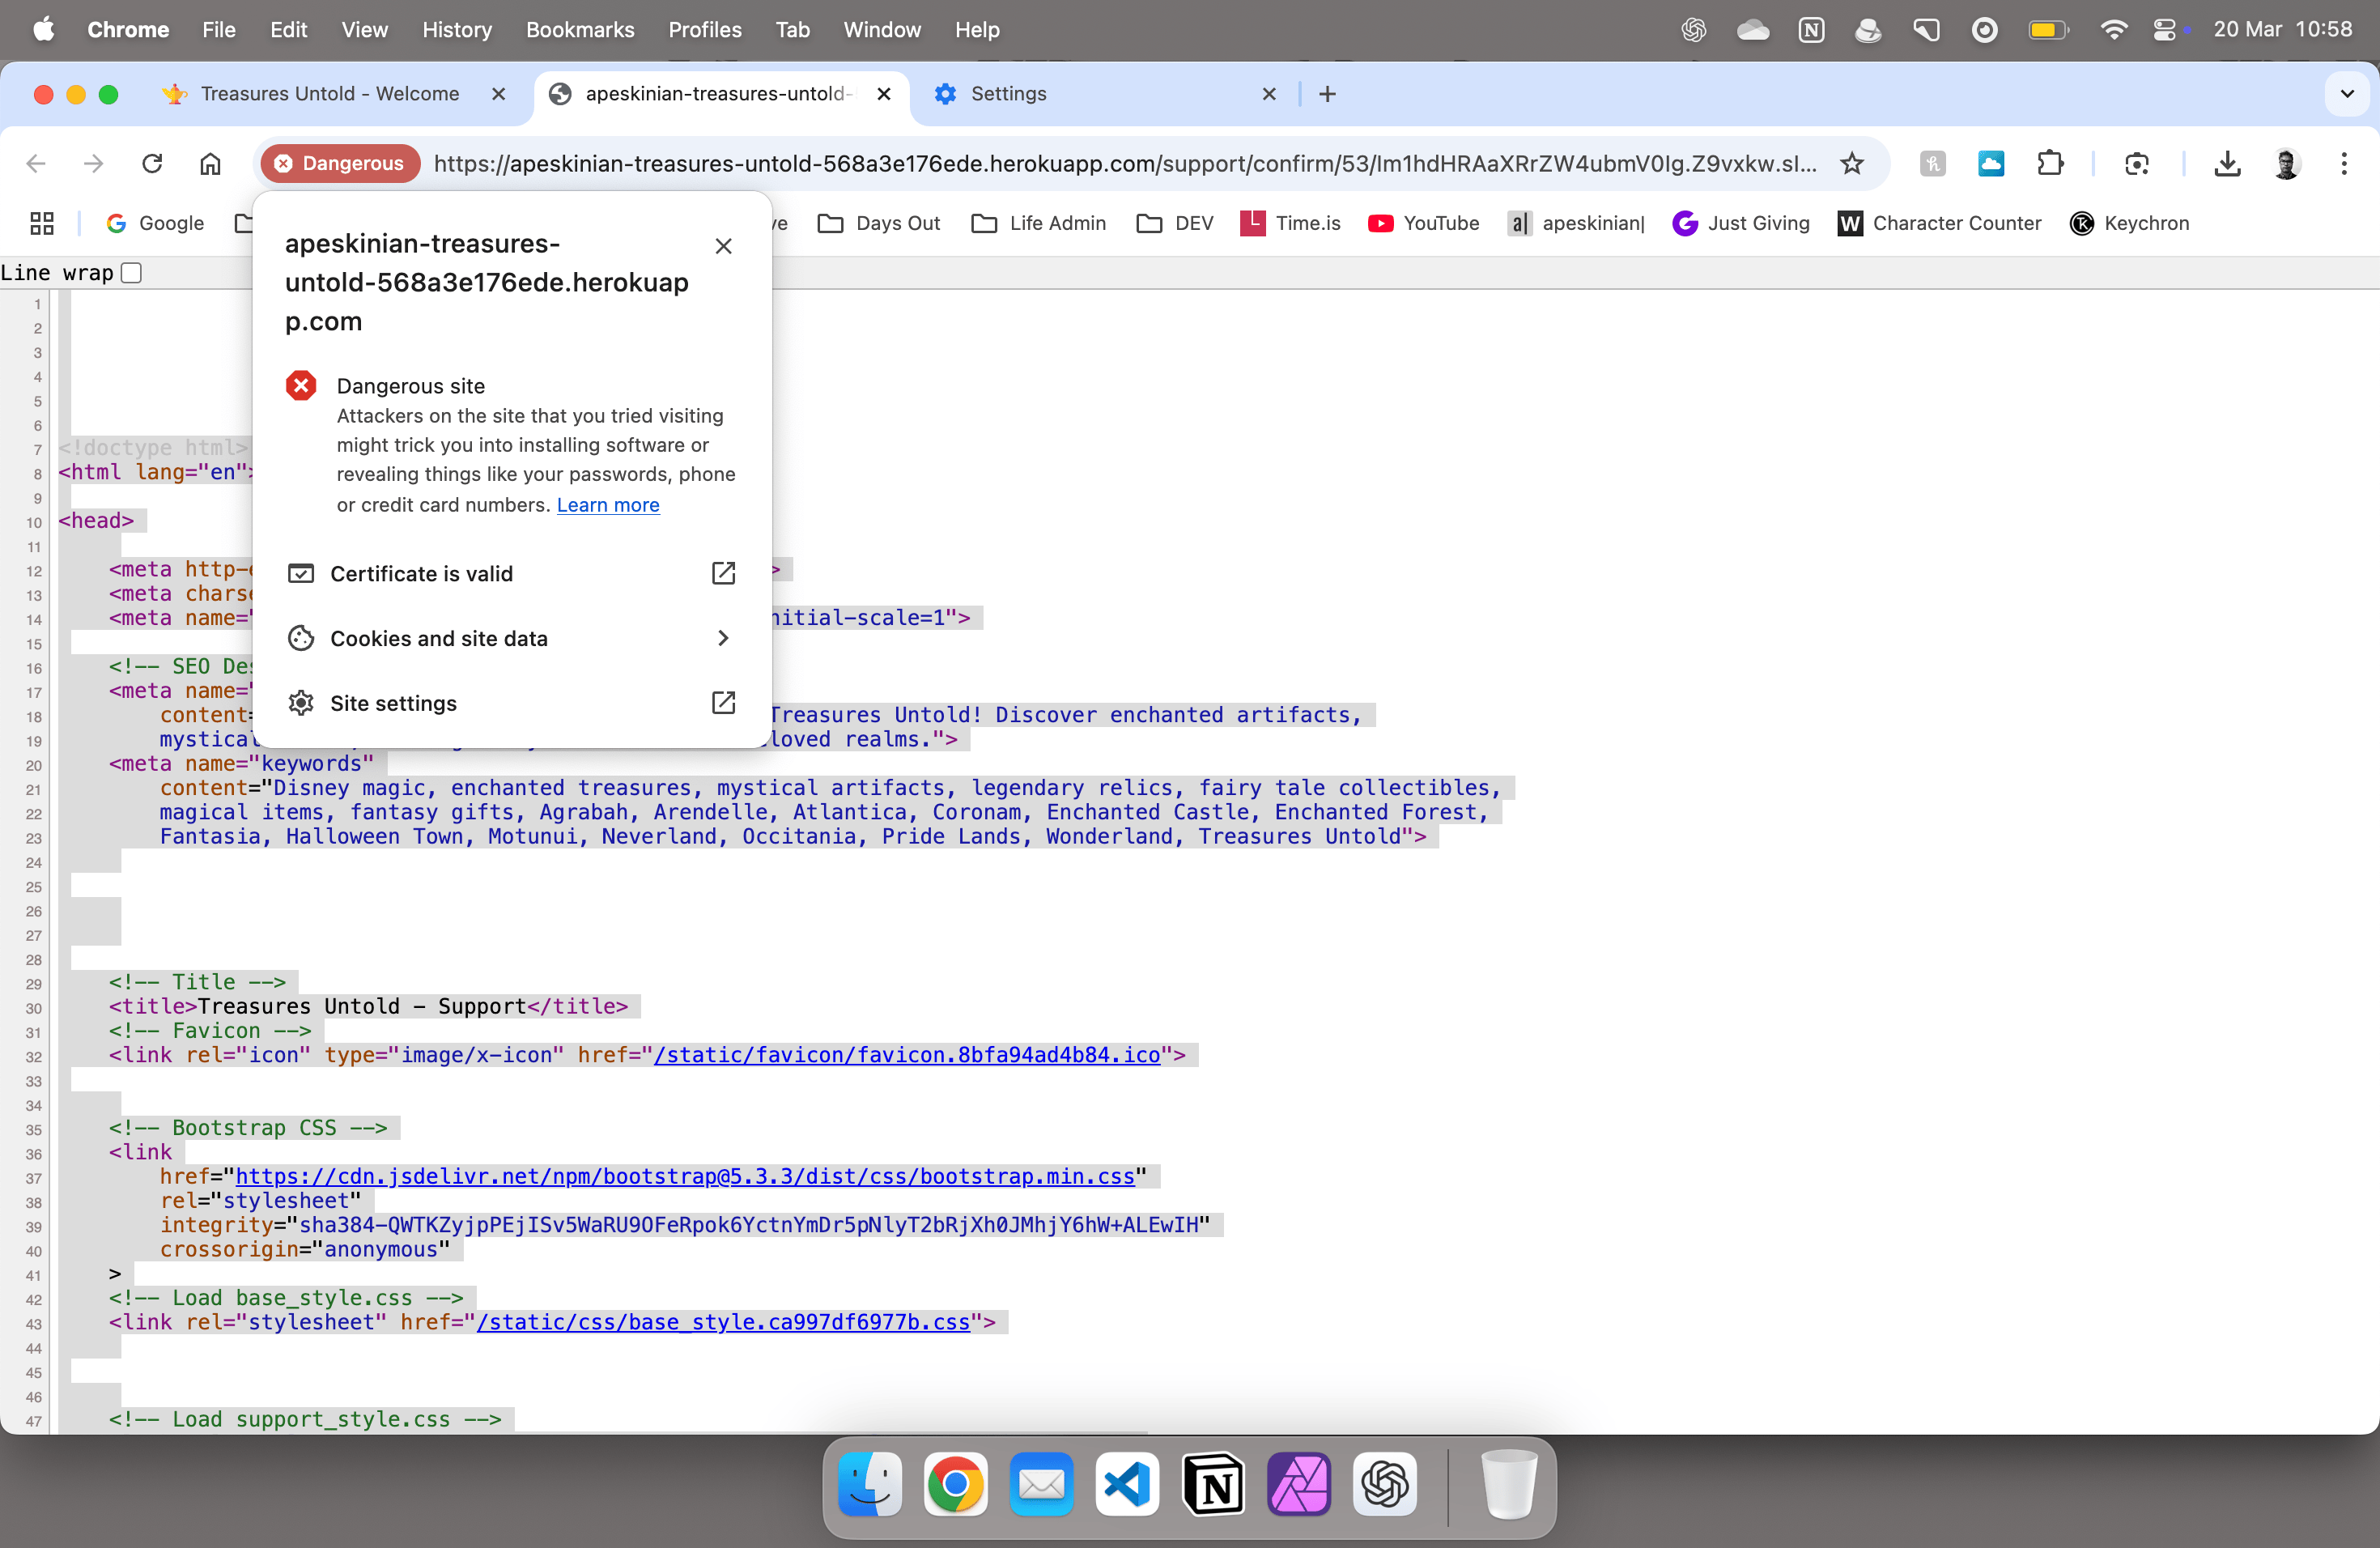 Chrome File Edit View History Bookmarks Profiles Tab Window Help 20 Mar 10:58
Treasures Untold - Welcome apeskinian-treasures-untold- Settings
Dangerous https://apeskinian-treasures-untold-568a3e176ede.herokuapp.com/support/confirm/53/Im1hdHRAaXRrZW4ubmV0Ig.Z9vxkw.sI...
Google Days Out Life Admin DEV Time.is YouTube a| apeskinian| Just Giving W Character Counter Keychron
Line wrap
apeskinian-treasures-
untold-568a3e176ede.herokuap
p.com
Dangerous site
Attackers on the site that you tried visiting
might trick you into installing software or
revealing things like your passwords, phone
or credit card numbers. Learn more
Certificate is valid
Cookies and site data
Site settings
1
2
3
4
5
6
7 <!doctype html>
8 <html lang="en">
9
10 <head>
11
12 <meta http-e >
13 <meta charse
14 <meta name=" nitial-scale=1">
15
16 <!-- SEO Des
17 <meta name="
18 content= Treasures Untold! Discover enchanted artifacts,
19 mystical loved realms.">
20 <meta name="keywords"
21 content="Disney magic, enchanted treasures, mystical artifacts, legendary relics, fairy tale collectibles,
22 magical items, fantasy gifts, Agrabah, Arendelle, Atlantica, Coronam, Enchanted Castle, Enchanted Forest,
23 Fantasia, Halloween Town, Motunui, Neverland, Occitania, Pride Lands, Wonderland, Treasures Untold">
24
25
26
27
28
29 <!-- Title -->
30 <title>Treasures Untold - Support</title>
31 <!-- Favicon -->
32 <link rel="icon" type="image/x-icon" href="/static/favicon/favicon.8bfa94ad4b84.ico">
33
34
35 <!-- Bootstrap CSS -->
36 <link
37 href="https://cdn.jsdelivr.net/npm/bootstrap@5.3.3/dist/css/bootstrap.min.css"
38 rel="stylesheet"
39 integrity="sha384-QWTKZyjpPEjISv5WaRU9OFeRpok6YctnYmDr5pNlyT2bRjXh0JMhjY6hW+ALEwIH"
40 crossorigin="anonymous"
41 >
42 <!-- Load base_style.css -->
43 <link rel="stylesheet" href="/static/css/base_style.ca997df6977b.css">
44
45
46
47 <!-- Load support_style.css -->